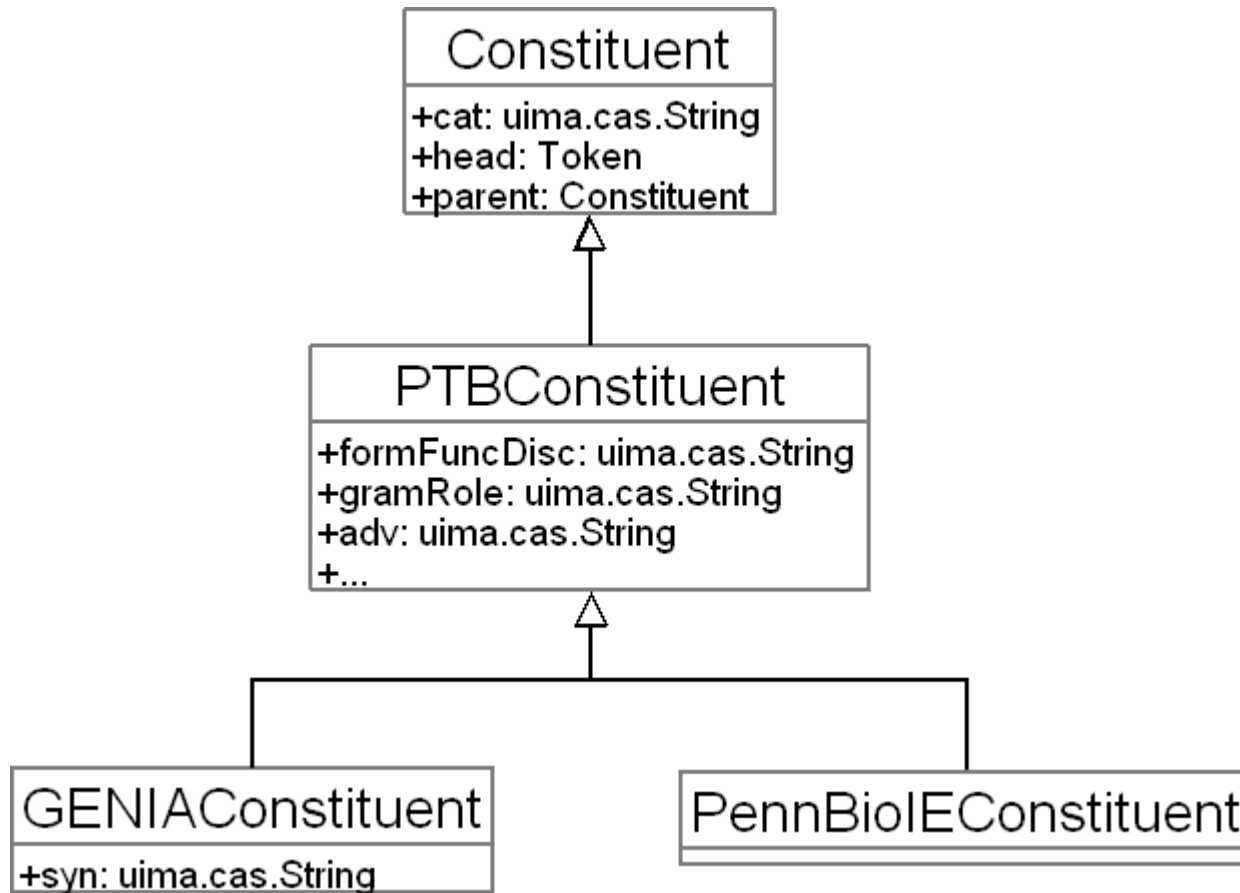 Constituent
+cat: uima.cas.String
+head: Token
+parent: Constituent
PTBConstituent
+formFuncDisc: uima.cas.String
+gramRole: uima.cas.String
+adv: uima.cas.String
+...
GENIAConstituent
+syn: uima.cas.String
PennBioIEConstituent